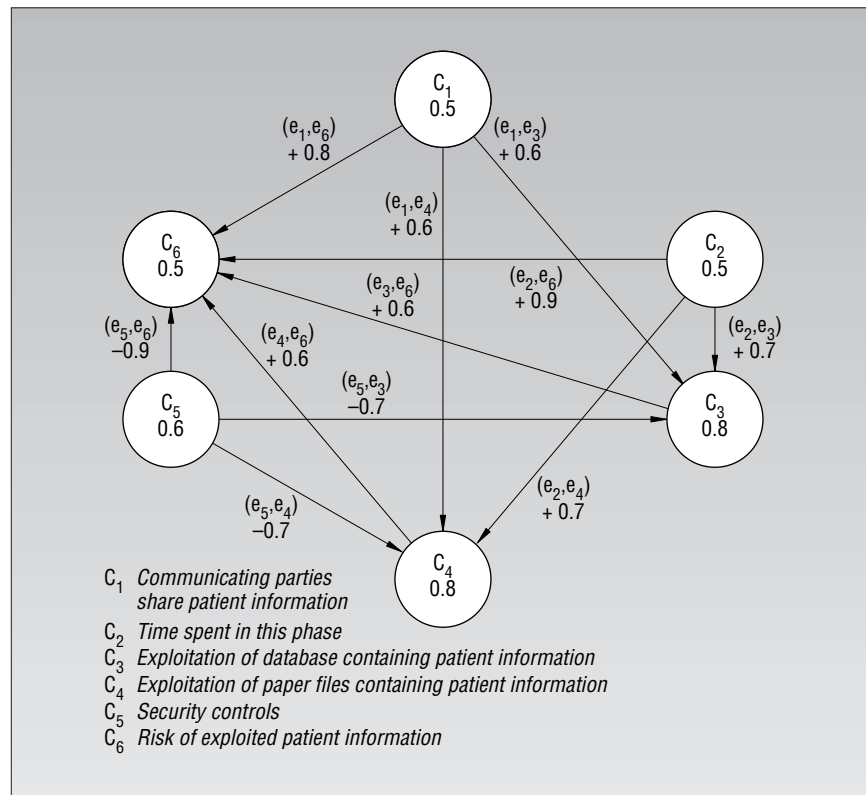 C₁
0.5
(e₁,e₆)
+ 0.8
(e₁,e₃)
+ 0.6
(e₁,e₄)
+ 0.6
C₆
0.5
C₂
0.5
(e₃,e₆)
+ 0.6
(e₂,e₆)
+ 0.9
(e₅,e₆)
–0.9
(e₄,e₆)
+ 0.6
(e₂,e₃)
+ 0.7
(e₅,e₃)
–0.7
C₅
0.6
C₃
0.8
(e₅,e₄)
–0.7
(e₂,e₄)
+ 0.7
C₄
0.8
C₁ Communicating parties
share patient information
C₂ Time spent in this phase
C₃ Exploitation of database containing patient information
C₄ Exploitation of paper files containing patient information
C₅ Security controls
C₆ Risk of exploited patient information